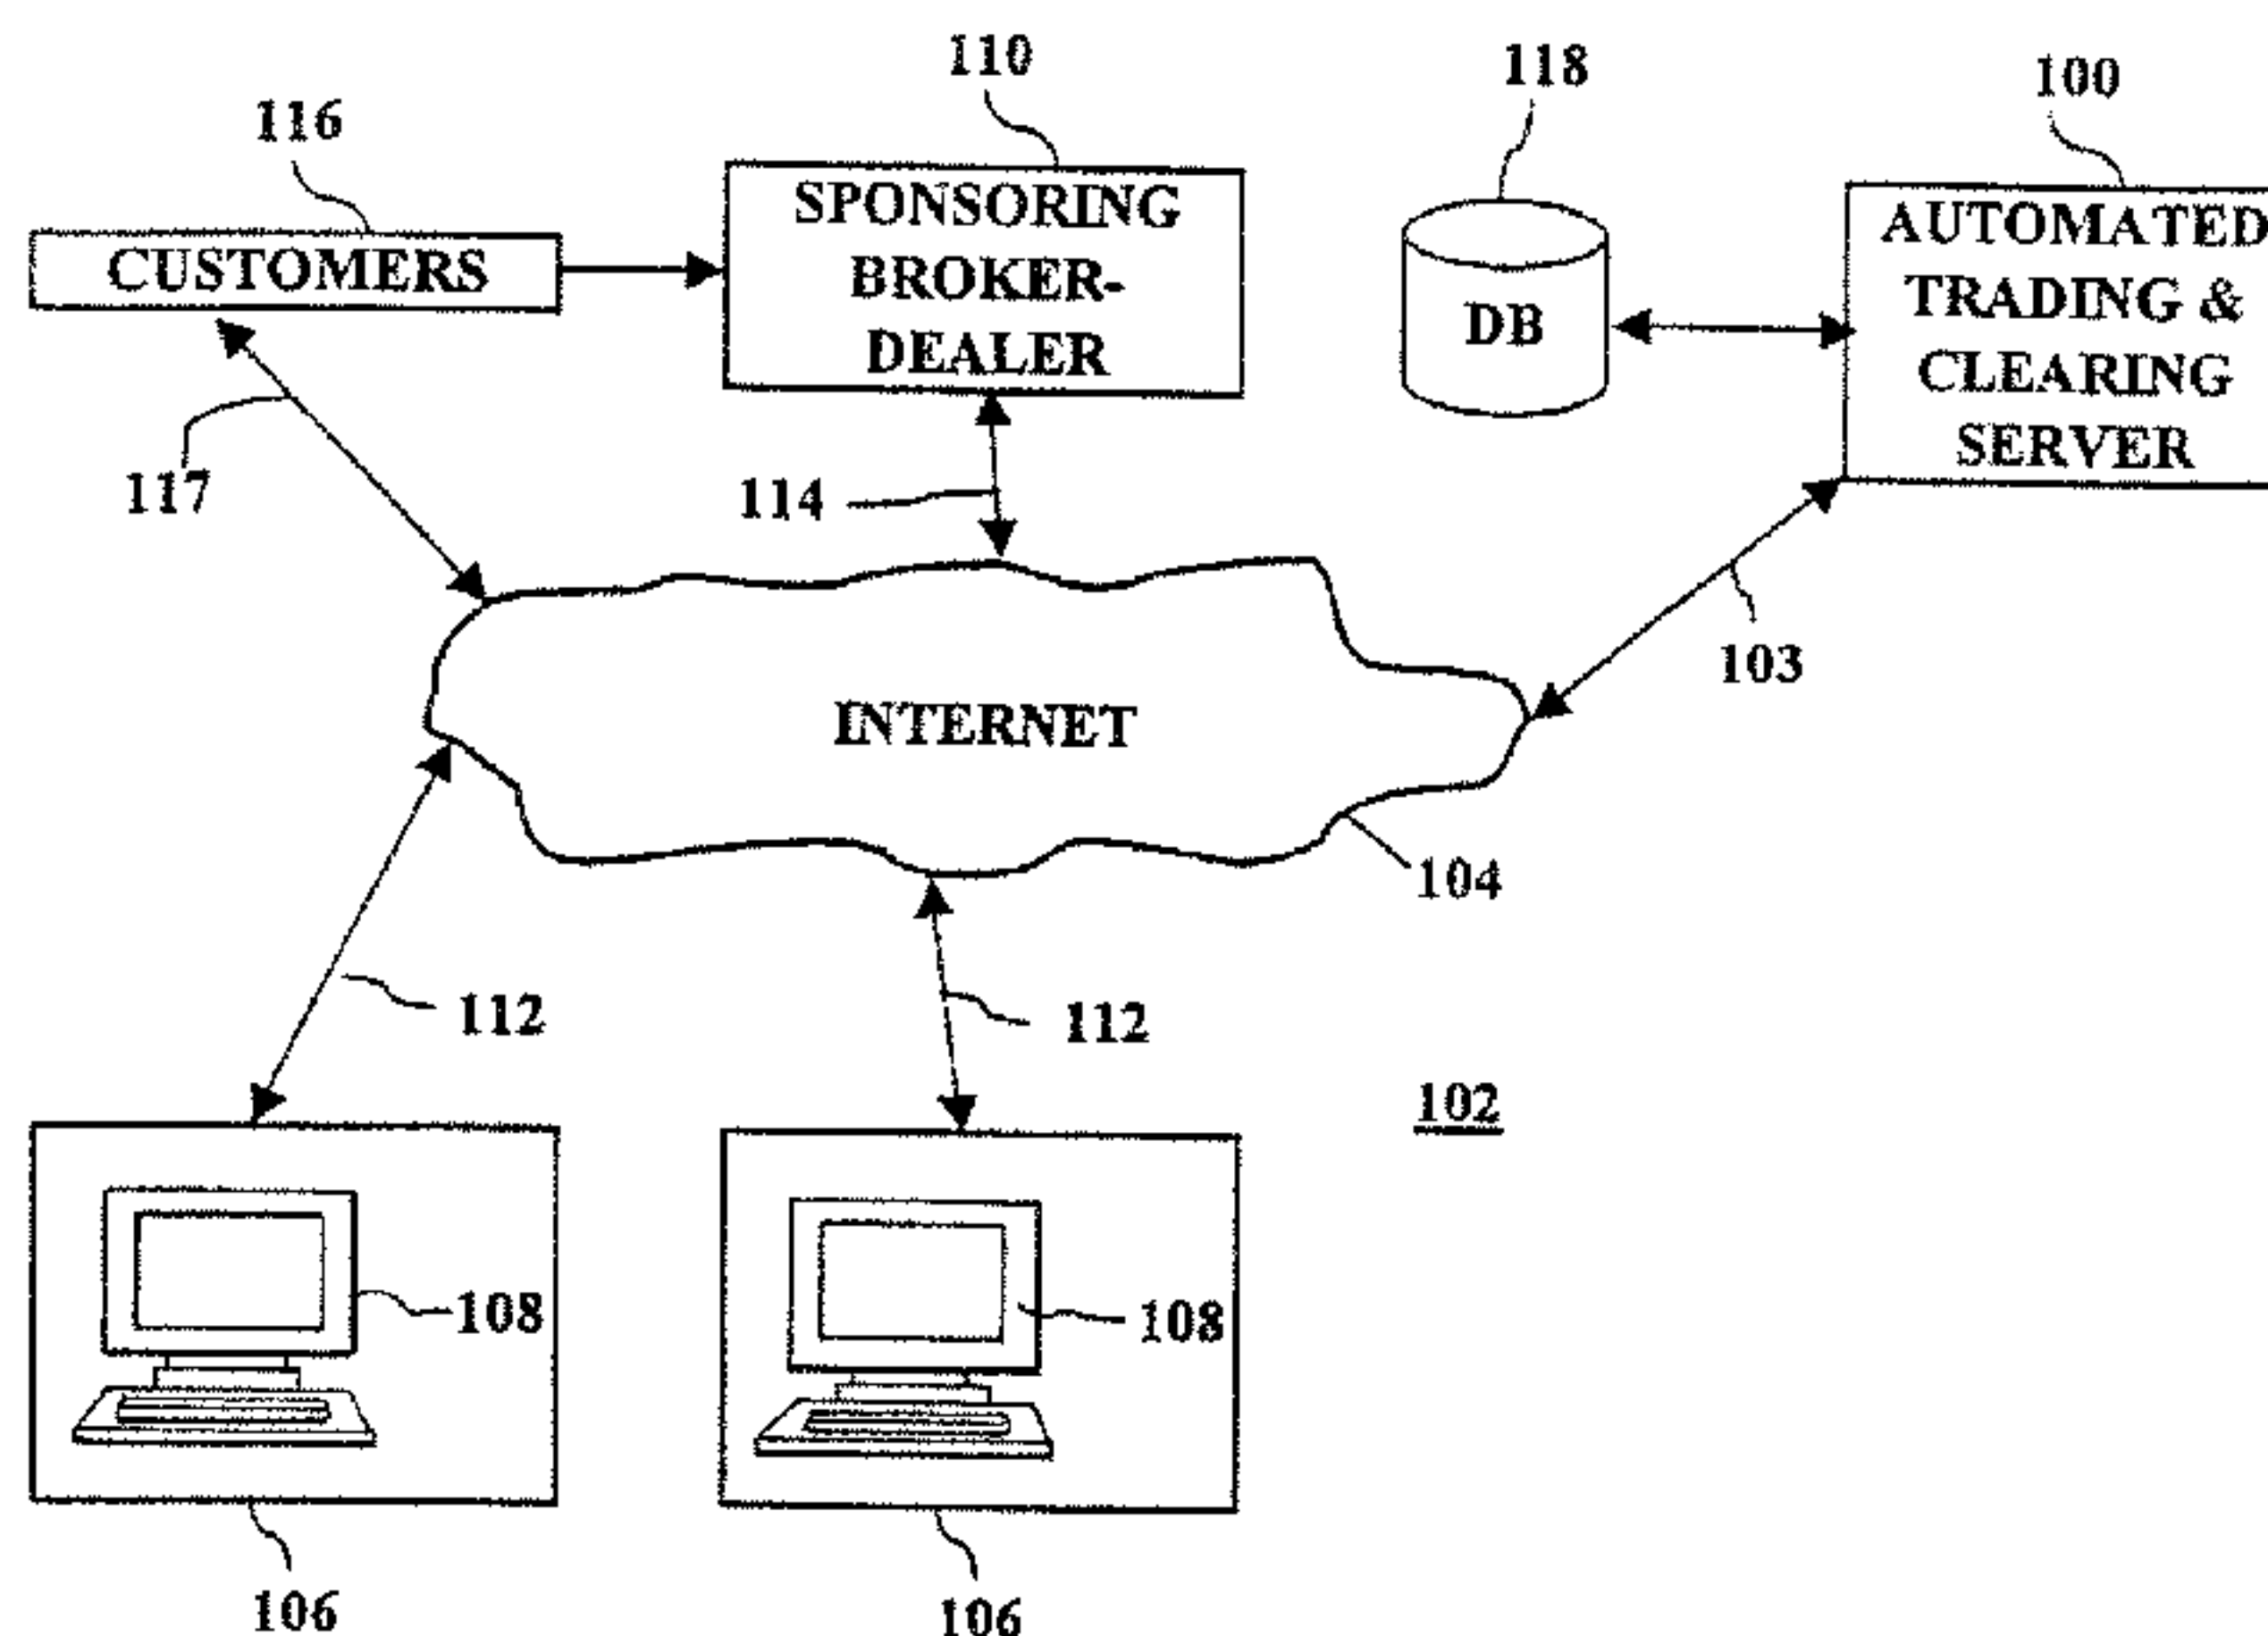 110
118
100
116
SPONSORING
BROKER-
DEALER
AUTOMATED
TRADING &
CLEARING
SERVER
CUSTOMERS
DB
117
114
103
INTERNET
104
112
112
102
108
108
106
106